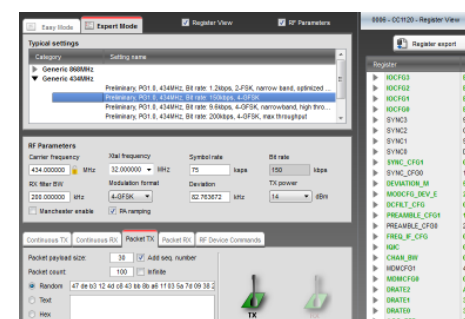 Easy Mode
Expert Mode
Register View
RF Parameters
Typical settings
Category
Setting name
Generic 868MHz
Generic 434MHz
Preliminary, PG1.0, 434MHz, Bit rate: 1.2kbps, 2-FSK, narrow band, optimized ...
Preliminary, PG1.0, 434MHz, Bit rate: 150kbps, 4-GFSK
Preliminary, PG1.0, 434MHz, Bit rate: 9.6kbps, 4-GFSK, narrowband, high thro...
Preliminary, PG1.0, 434MHz, Bit rate: 200kbps, 4-GFSK, max throughput
RF Parameters
Carrier frequency
Xtal frequency
Symbol rate
Bit rate
434.000000 MHz
32.000000 MHz
75 ksps
150 kbps
RX filter BW
Modulation format
Deviation
TX power
200.000000 kHz
4-GFSK
82.763672 kHz
14 dBm
Manchester enable
PA ramping
Continuous TX
Continuous RX
Packet TX
Packet RX
RF Device Commands
Packet payload size:
30
Add seq. number
Packet count:
100
Infinite
Random
47 de b3 12 4d c8 43 bb 8b a6 1f 03 5a 7d 09 38 2
Text
Hex
TX
0006 - CC1120 - Register View
Register export
Register
IOCFG3
IOCFG2
IOCFG1
IOCFG0
SYNC3
SYNC2
SYNC1
SYNC0
SYNC_CFG1
SYNC_CFG0
DEVIATION_M
MODCFG_DEV_E
DCFILT_CFG
PREAMBLE_CFG1
PREAMBLE_CFG0
FREQ_IF_CFG
IQIC
CHAN_BW
MDMCFG1
MDMCFG0
DRATE2
DRATE1
DRATE0